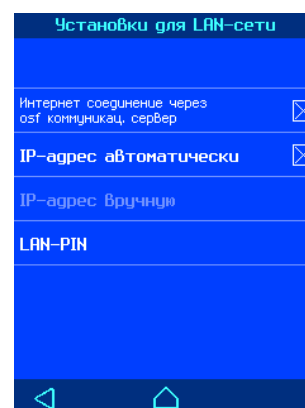 Установки для LAN-сети
Интернет соединение через
osf коммуникац. сервер
IP-адрес автоматически
IP-адрес Вручную
LAN-PIN